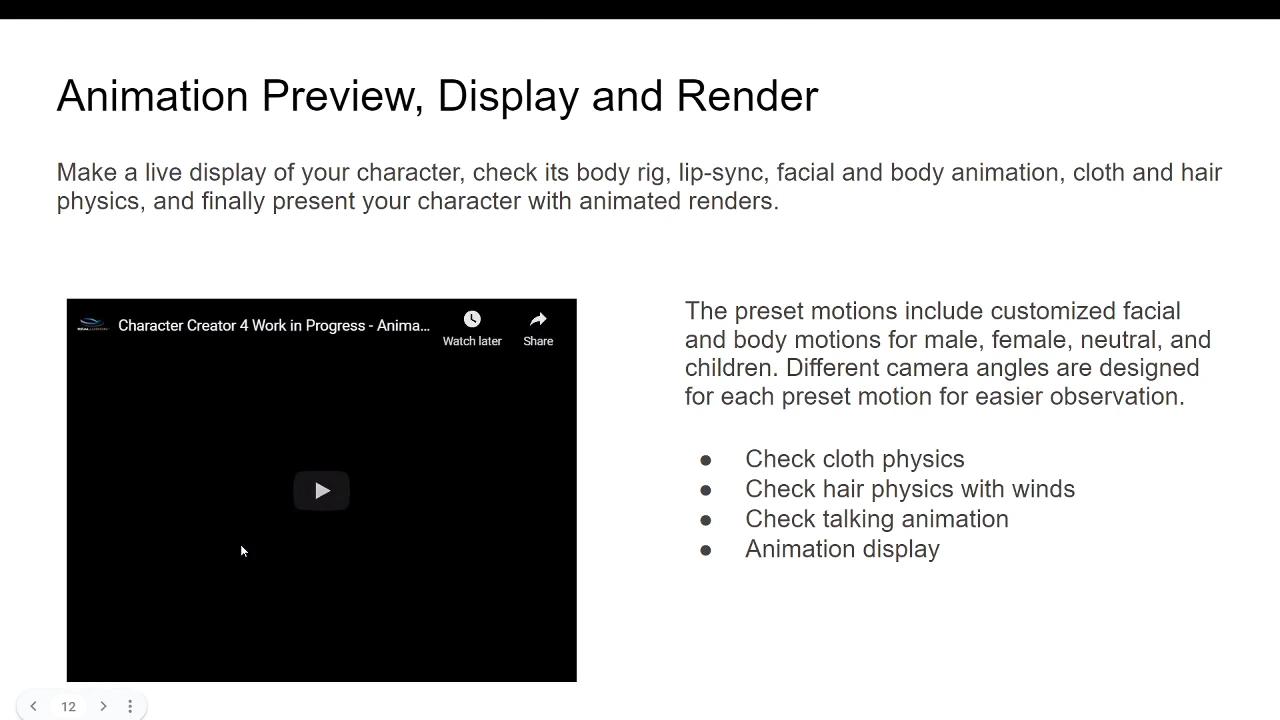 Animation Preview, Display and Render
Make a live display of your character, check its body rig, lip-sync, facial and body animation, cloth and hair
physics, and finally present your character with animated renders.
Character Creator 4 Work in Progress - Anima...
Watch later
Share
The preset motions include customized facial
and body motions for male, female, neutral, and
children. Different camera angles are designed
for each preset motion for easier observation.
● Check cloth physics
● Check hair physics with winds
● Check talking animation
● Animation display
12